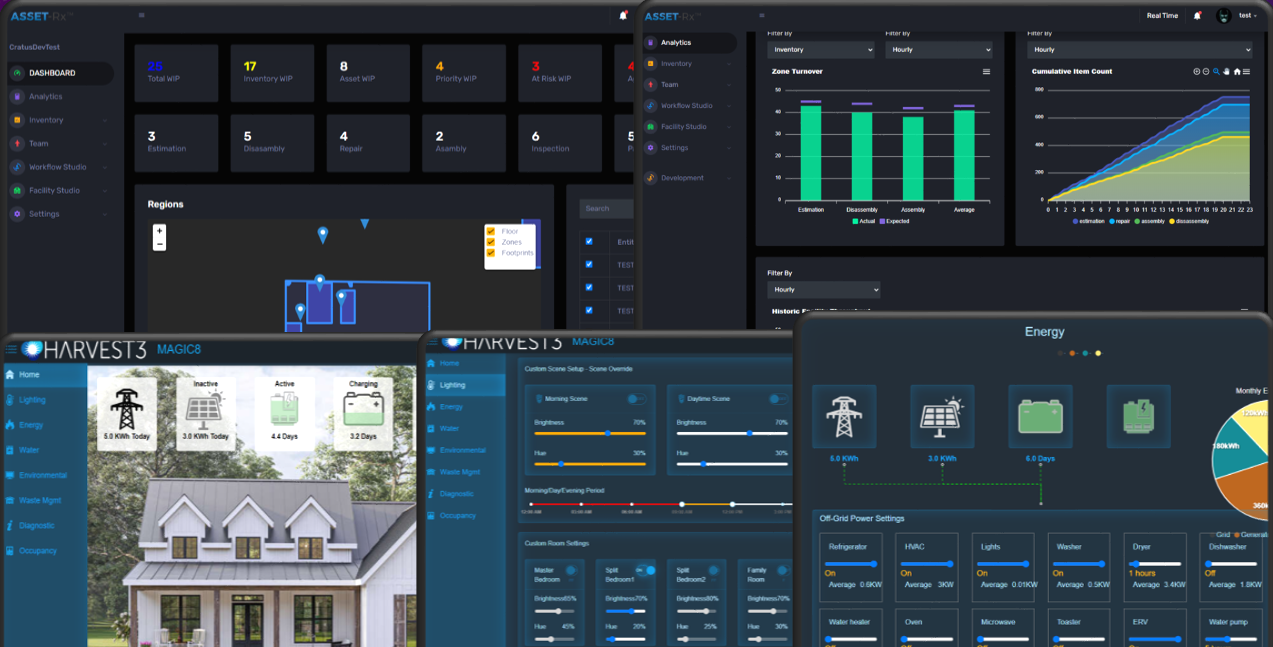 ASSET-Rx™
CratusDevTest
DASHBOARD
Analytics
Inventory
Team
Workflow Studio
Facility Studio
Settings
26
Total WIP
17
Inventory WIP
8
Asset WIP
4
Priority WIP
3
At Risk WIP
4
3
Estimation
5
Disasambly
4
Repair
2
Asambly
6
Inspection
5
Regions
+
−
Floor
Zones
Footprints
Search
Entit
TEST
TEST
TEST
ASSET-Rx™
Real Time
test
Analytics
Inventory
Team
Workflow Studio
Facility Studio
Settings
Development
Filter By
Inventory
Filter By
Hourly
Zone Turnover
50
40
30
20
10
0
Estimation Disassembly Assembly Average
Actual Expected
Filter By
Hourly
Cumulative Item Count
800
600
400
200
0
0 1 2 3 4 5 6 7 8 9 10 11 12 13 14 15 16 17 18 19 20 21 22 23
estimation repair assembly disassembly
Filter By
Hourly
HARVEST3 MAGIC8
Home
Lighting
Energy
Water
Environmental
Waste Mgmt
Diagnostic
Occupancy
5.0 KWh Today
Inactive
3.0 KWh Today
Active
4.4 Days
Charging
3.2 Days
HARVEST3 MAGIC8
Home
Lighting
Energy
Water
Environmental
Waste Mgmt
Diagnostic
Occupancy
Custom Scene Setup - Scene Override
Morning Scene
Brightness 70%
Hue 30%
Daytime Scene
Brightness 70%
Hue 30%
Morning/Day/Evening Period
Custom Room Settings
Master Bedroom
Brightness65%
Hue 45%
Split Bedroom1
Brightness70%
Hue 20%
Split Bedroom2
Brightness80%
Hue 25%
Family Room
Brightness70%
Hue 30%
Energy
5.0 KWh
3.0 KWh
6.0 Days
Monthly E
120kWh
180kWh
360k
Grid General
Off-Grid Power Settings
Refrigerator
On
Average 0.6KW
HVAC
On
Average 3KW
Lights
On
Average 0.01KW
Washer
On
Average 0.5KW
Dryer
1 hours
Average 3.4KW
Dishwasher
Off
Average 1.8KW
Water heater
Oven
Microwave
Toaster
ERV
Water pump